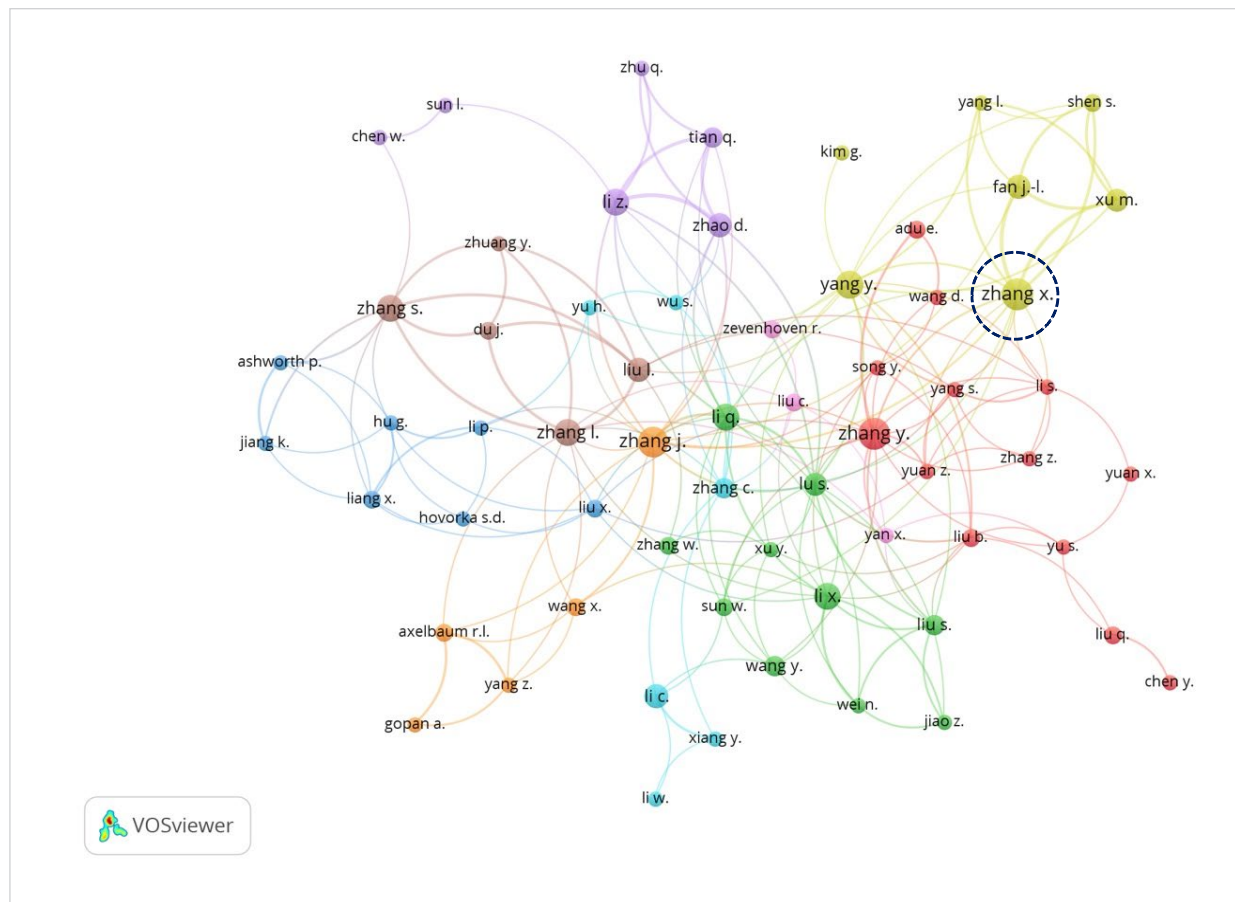 zhu q.
sun l.
yang l.
shen s.
chen w.
tian q.
kim g.
fan j.-l.
xu m.
li z.
zhao d.
adu e.
zhuang y.
yang y.
wang d.
zhang x.
zhang s.
yu h.
wu s.
du j.
zevenhoven r.
ashworth p.
liu l.
song y.
yang s.
li s.
liu c.
hu g.
li p.
zhang l.
zhang j.
li q.
zhang y.
jiang k.
zhang z.
yuan z.
yuan x.
liang x.
hovorka s.d.
liu x.
zhang c.
lu s.
zhang w.
xu y.
yan x.
liu b.
yu s.
wang x.
sun w.
li x.
axelbaum r.l.
liu s.
liu q.
wang y.
yang z.
chen y.
gopan a.
li c.
wei n.
jiao z.
xiang y.
li w.
VOSviewer